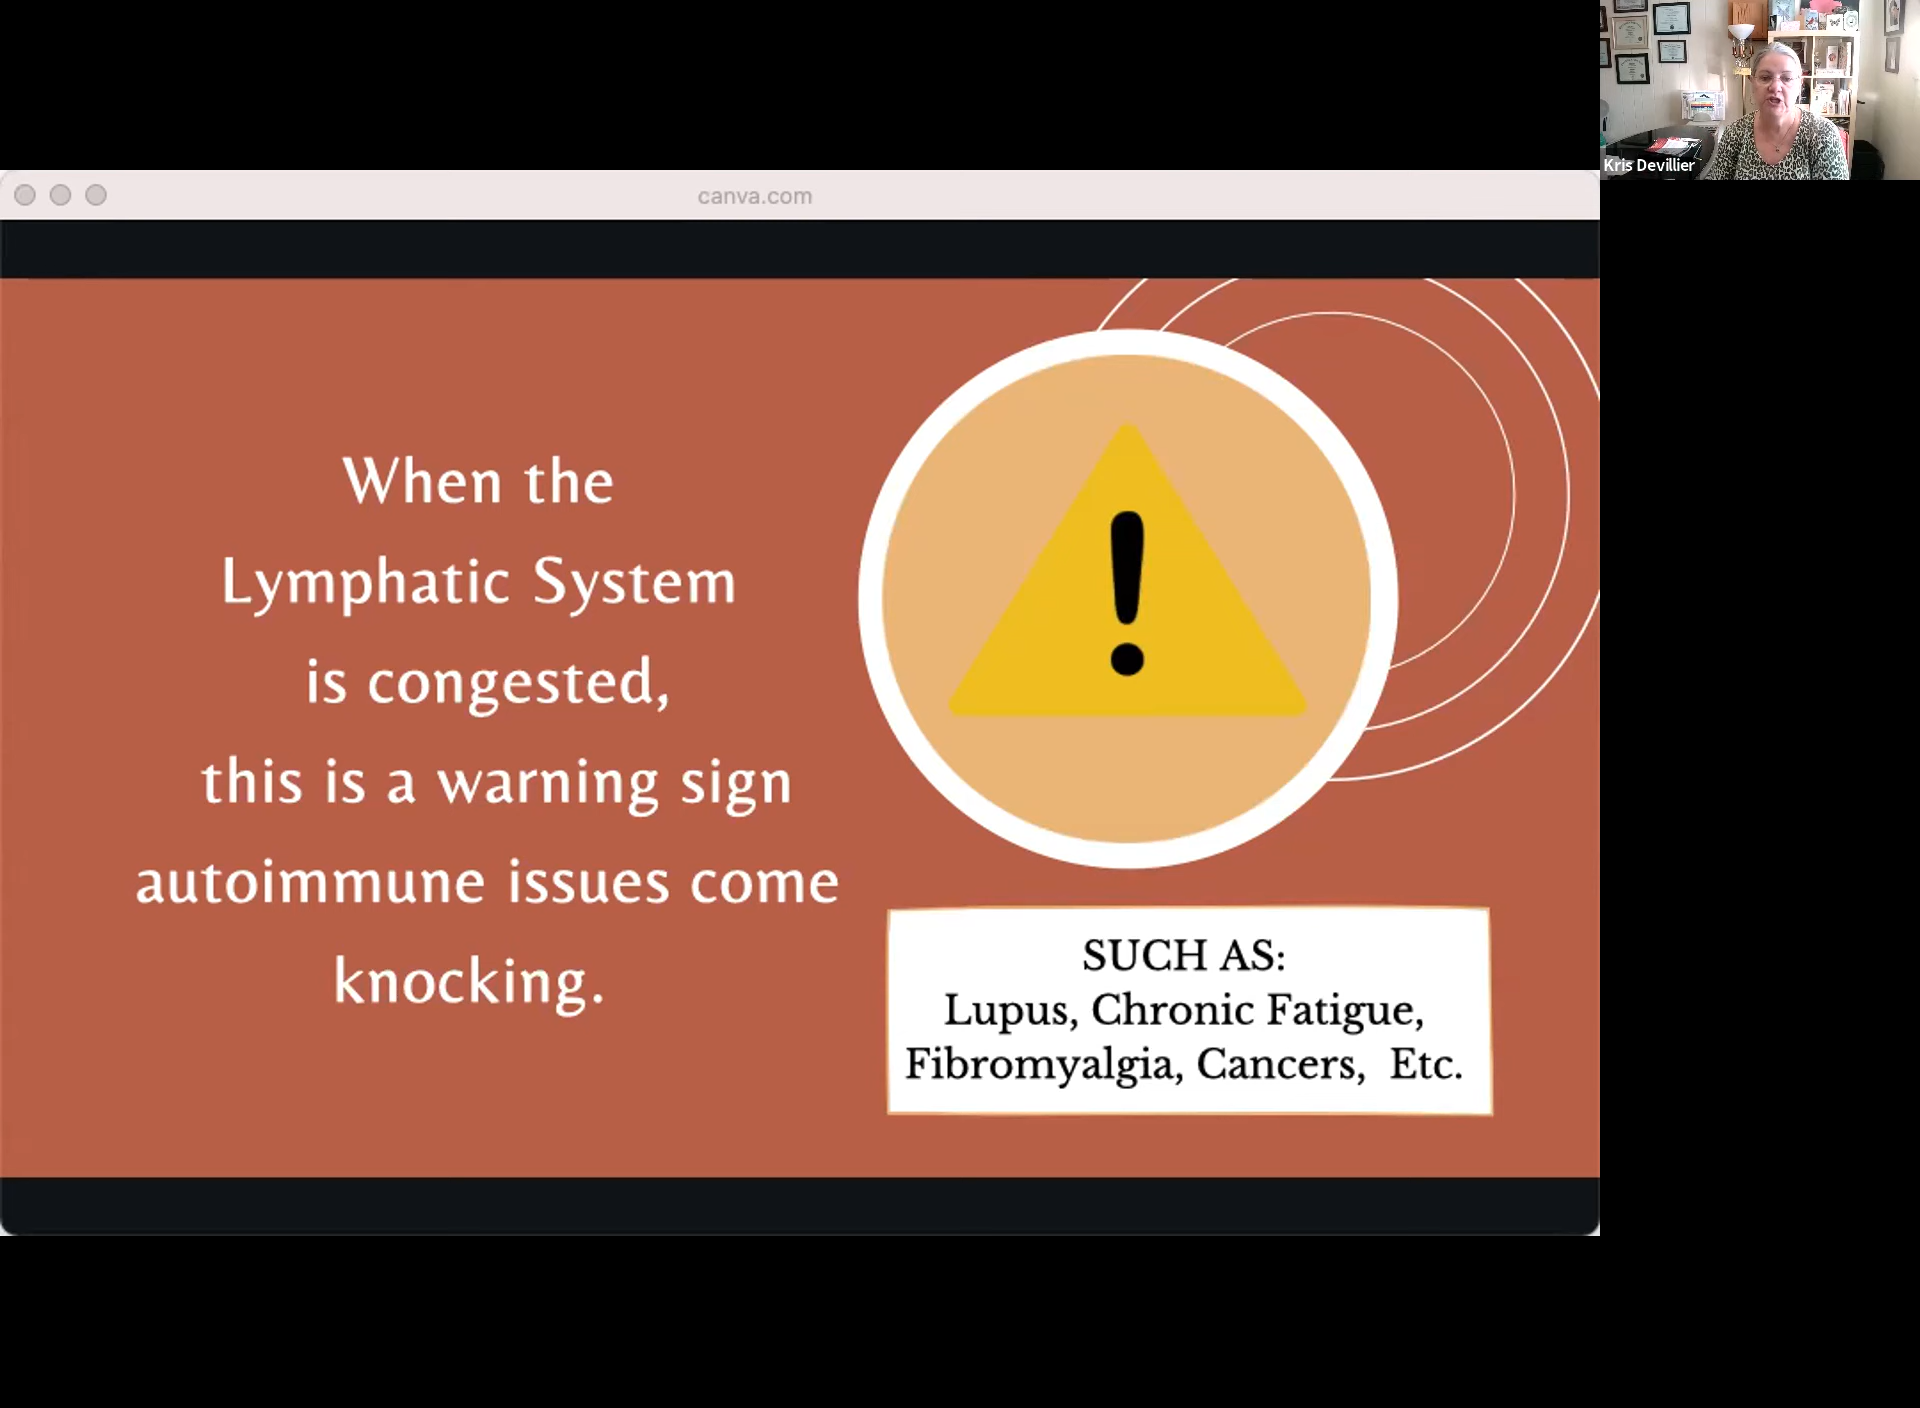 Kris Devillier
canva.com
When the
Lymphatic System
is congested,
this is a warning sign
autoimmune issues come
knocking.
!
SUCH AS:
Lupus, Chronic Fatigue,
Fibromyalgia, Cancers, Etc.